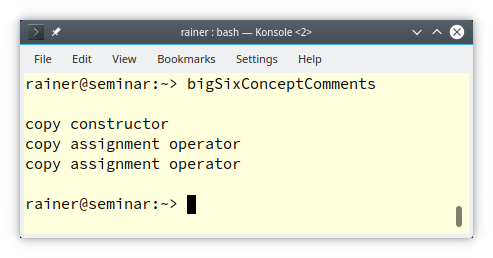 rainer : bash — Konsole <2>
File Edit View Bookmarks Settings Help
rainer@seminar:~> bigSixConceptComments
copy constructor
copy assignment operator
copy assignment operator
rainer@seminar:~>